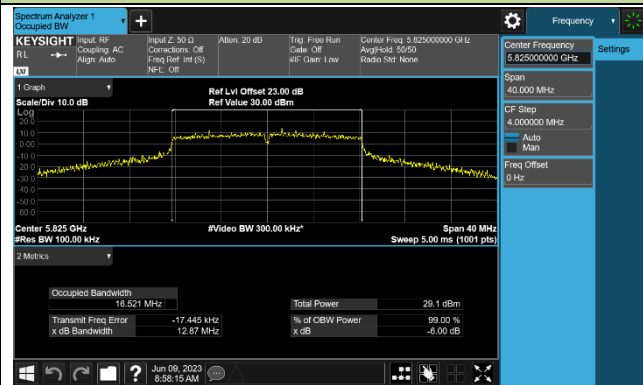 Spectrum Analyzer 1
Occupied BW
Frequency
KEYSIGHT
RL
LXI
Input: RF
Coupling: AC
Align: Auto
Input Z: 50 Ω
Corrections: Off
Freq Ref: Int (S)
NFE: Off
Atten: 20 dB
Trig: Free Run
Gate: Off
#IF Gain: Low
Center Freq: 5.825000000 GHz
Avg|Hold: 50/50
Radio Std: None
Center Frequency
5.825000000 GHz
Settings
Span
40.000 MHz
CF Step
4.000000 MHz
Auto
Man
Freq Offset
0 Hz
1 Graph
Scale/Div 10.0 dB
Ref Lvl Offset 23.00 dB
Ref Value 30.00 dBm
Log
20.0
10.0
0.00
-10.0
-20.0
-30.0
-40.0
-50.0
-60.0
Center 5.825 GHz
#Res BW 100.00 kHz
#Video BW 300.00 kHz*
Span 40 MHz
Sweep 5.00 ms (1001 pts)
2 Metrics
Occupied Bandwidth
16.521 MHz
Total Power 29.1 dBm
Transmit Freq Error -17.445 kHz
% of OBW Power 99.00 %
x dB Bandwidth 12.87 MHz
x dB -6.00 dB
Jun 09, 2023
8:58:15 AM